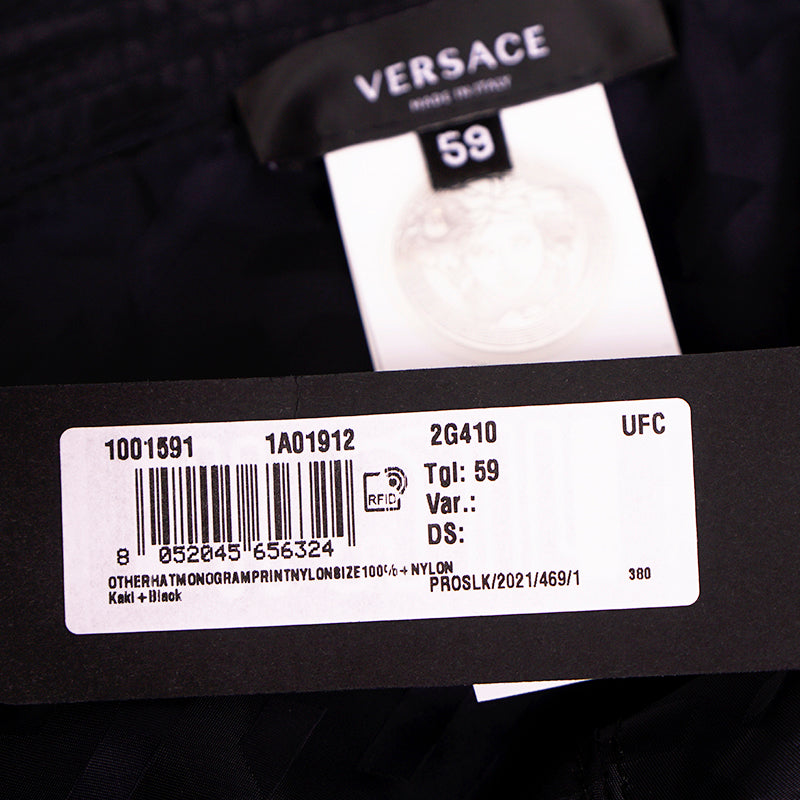 VERSACE
MADE IN ITALY
59
1001591 1A01912 2G410 UFC
Tgl: 59
RFID
Var.:
DS:
8 052045 656324
OTHERHATMONOGRAMPRINTNYLONSIZE100%+NYLON
Kaki+Black
PROSLK/2021/469/1 380